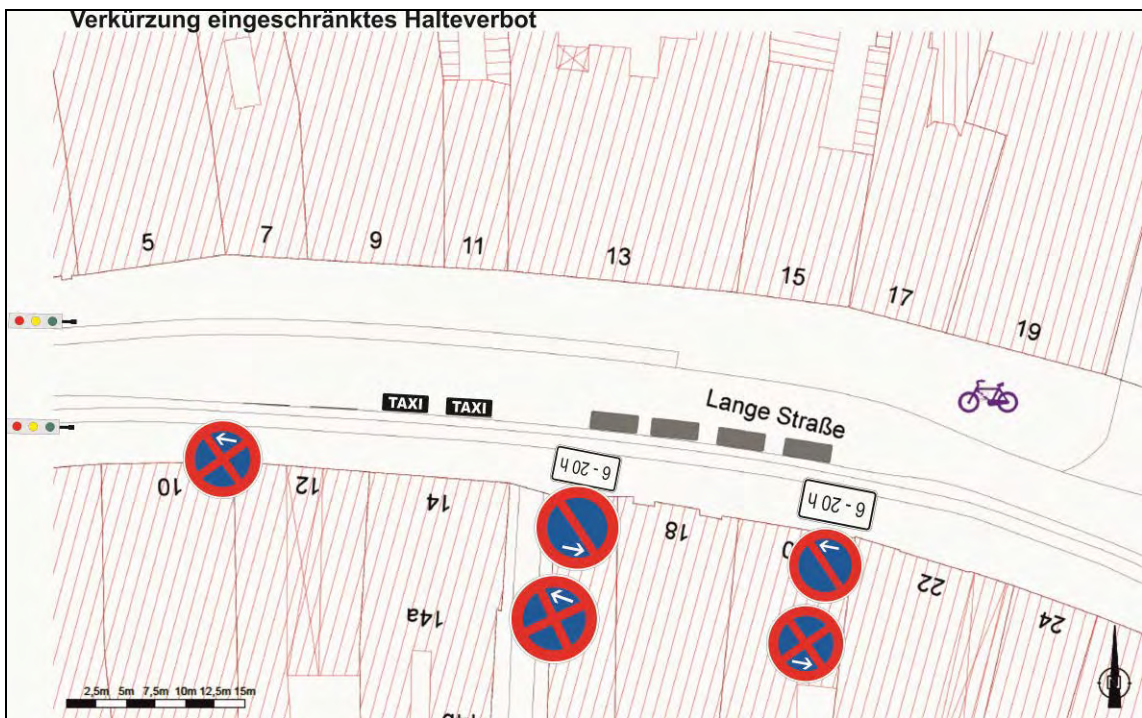 Verkürzung eingeschränktes Halteverbot
5
7
9
11
13
15
17
19
TAXI
TAXI
Lange Straße
6 - 20 h
6 - 20 h
10
12
14
18
22
24
14a
2,5m 5m 7,5m 10m 12,5m 15m
N